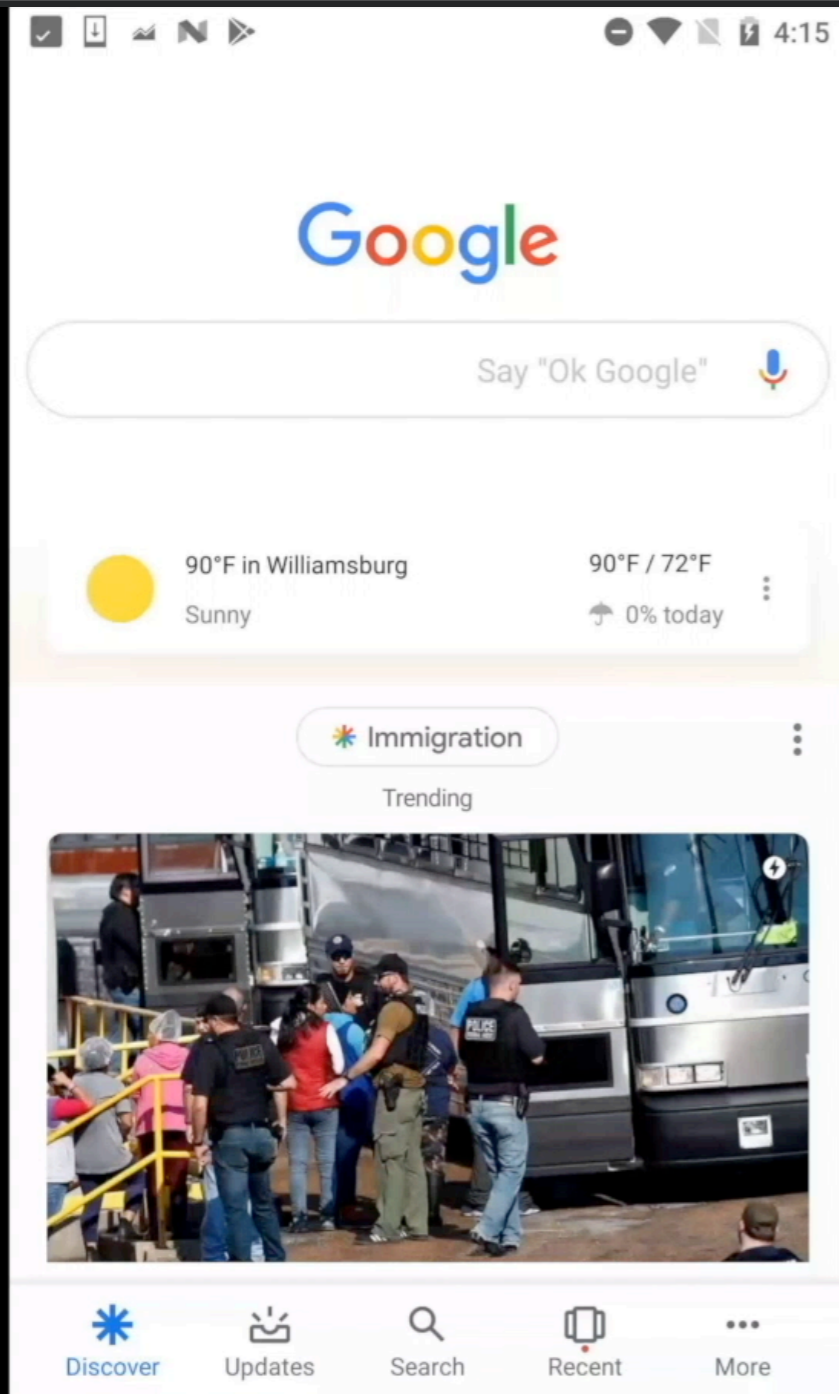 4:15
Google
Say "Ok Google"
90°F in Williamsburg
90°F / 72°F
Sunny
0% today
Immigration
Trending
POLICE
POLICE
Discover
Updates
Search
Recent
More